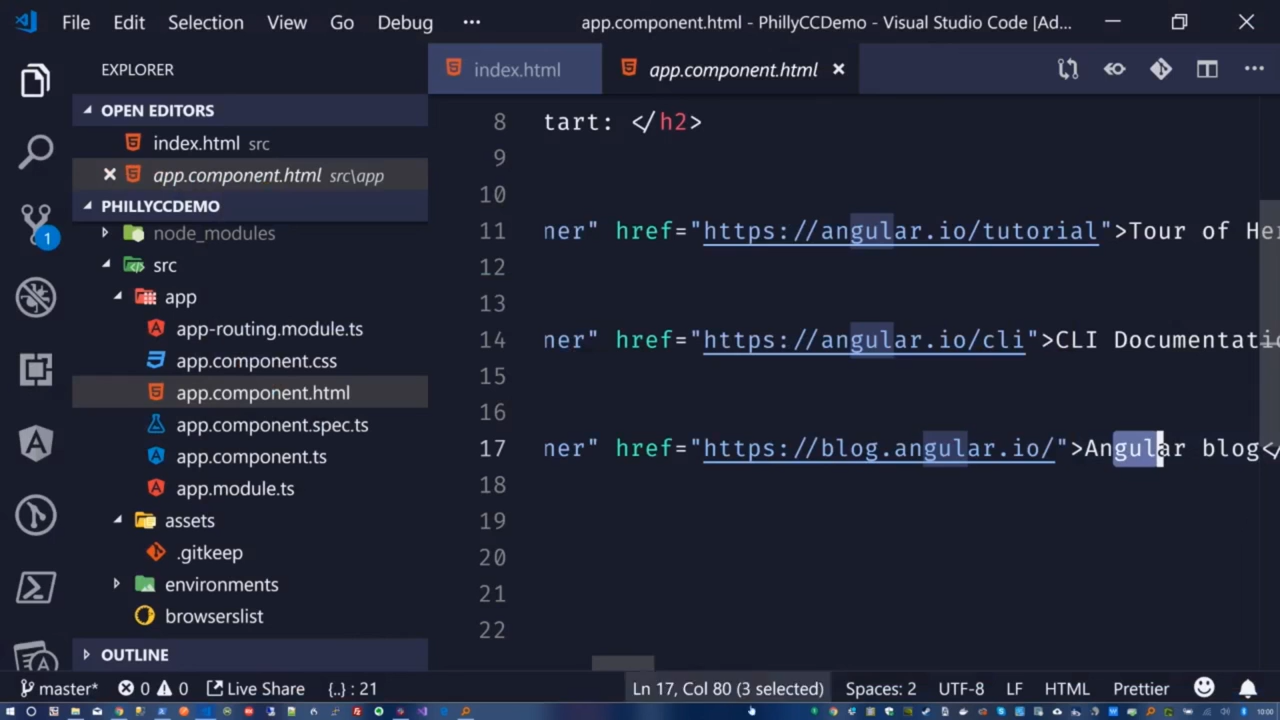 File Edit Selection View Go Debug ··· app.component.html - PhillyCCDemo - Visual Studio Code [Ad...
EXPLORER
index.html app.component.html
OPEN EDITORS
index.html src
app.component.html src\app
PHILLYCCDEMO
node_modules
src
app
app-routing.module.ts
app.component.css
app.component.html
app.component.spec.ts
app.component.ts
app.module.ts
assets
.gitkeep
environments
browserslist
OUTLINE
8 tart: </h2>
9
10
11 ner" href="https://angular.io/tutorial">Tour of He
12
13
14 ner" href="https://angular.io/cli">CLI Documentatio
15
16
17 ner" href="https://blog.angular.io/">Angular blog</
18
19
20
21
22
1
master* 0 0 Live Share {..} : 21 Ln 17, Col 80 (3 selected) Spaces: 2 UTF-8 LF HTML Prettier
10:00